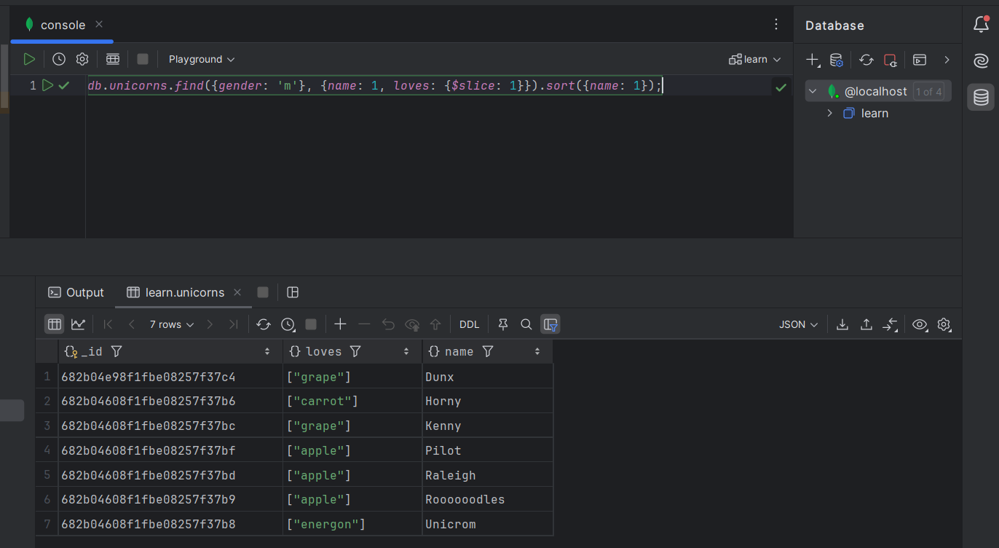 console
Database
Playground
learn
1 db.unicorns.find({gender: 'm'}, {name: 1, loves: {$slice: 1}}).sort({name: 1});
@localhost 1 of 4
learn
Output learn.unicorns
7 rows DDL JSON
_id loves name
1 682b04e98f1fbe08257f37c4 ["grape"] Dunx
2 682b04608f1fbe08257f37b6 ["carrot"] Horny
3 682b04608f1fbe08257f37bc ["grape"] Kenny
4 682b04608f1fbe08257f37bf ["apple"] Pilot
5 682b04608f1fbe08257f37bd ["apple"] Raleigh
6 682b04608f1fbe08257f37b9 ["apple"] Roooooodles
7 682b04608f1fbe08257f37b8 ["energon"] Unicrom